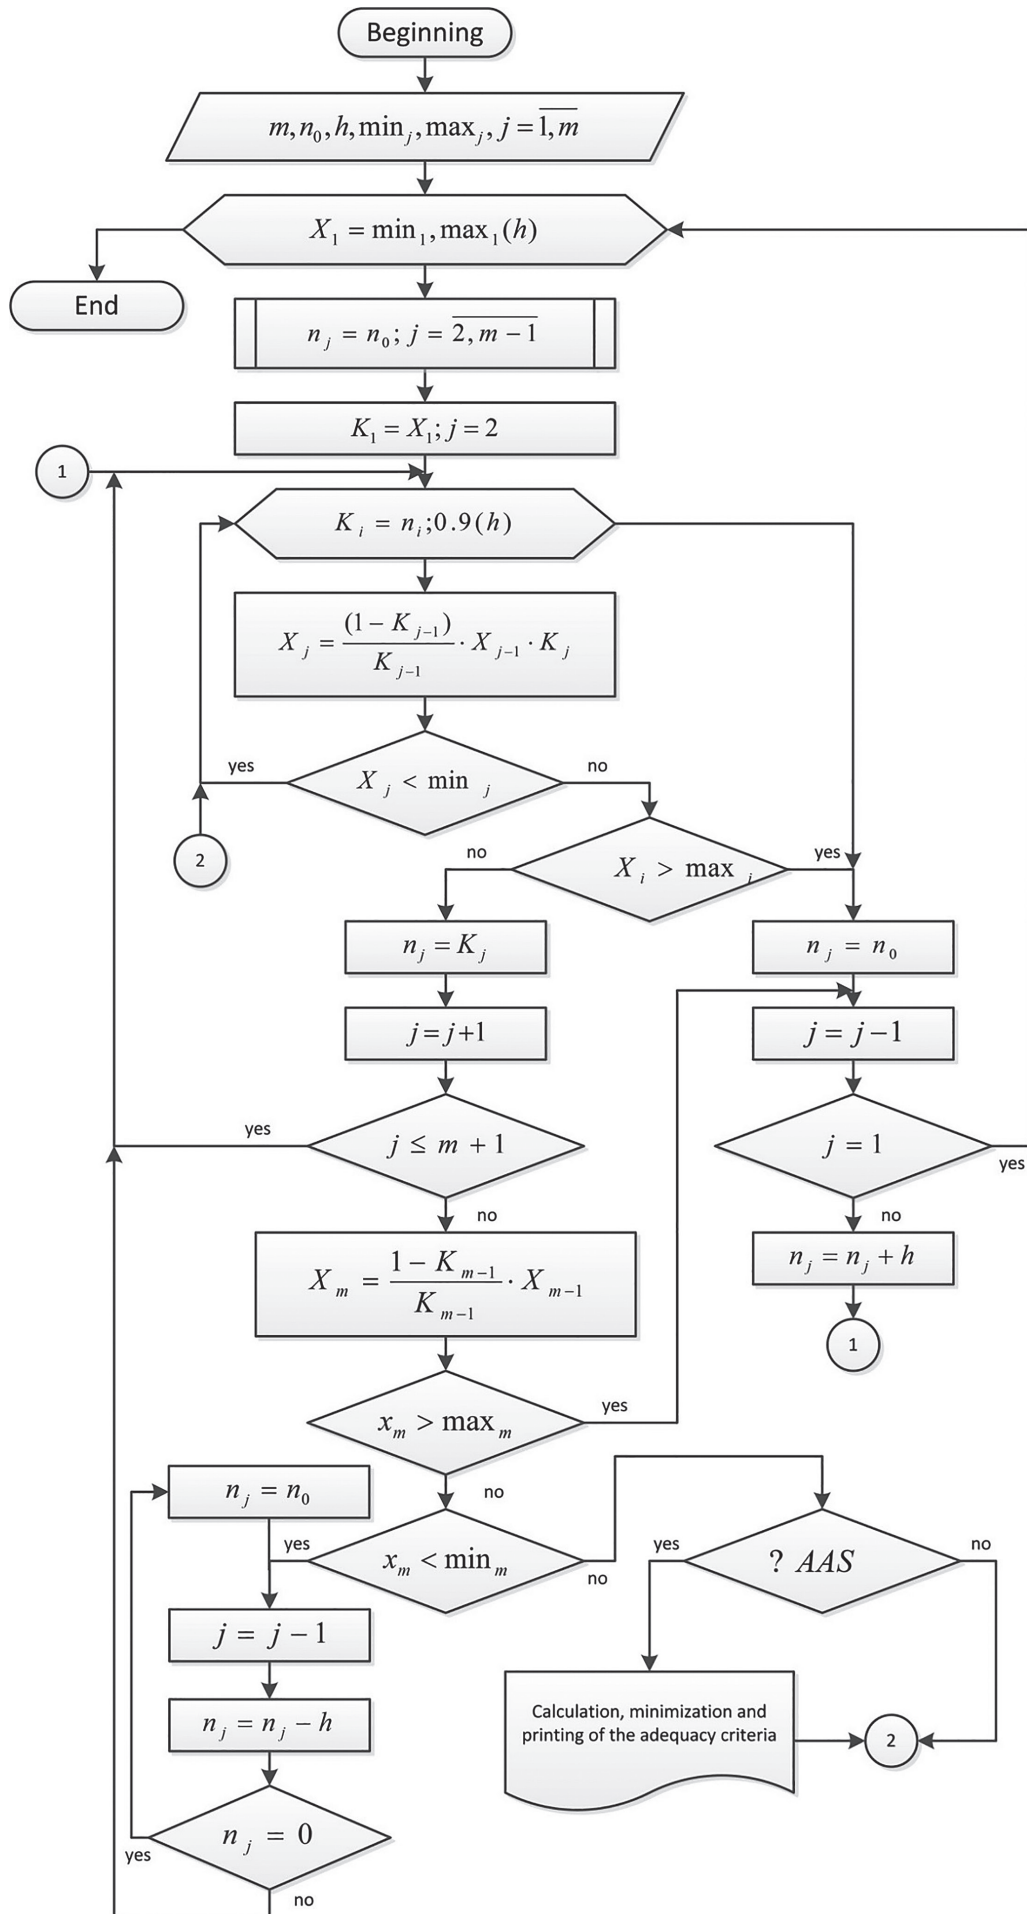 Beginning
m, n₀, h, min_j, max_j, j = \overline{1, m}
X₁ = min₁, max₁(h)
End
n_j = n₀; j = \overline{2, m − 1}
K₁ = X₁; j = 2
1
K_i = n_i; 0.9(h)
X_j = \frac{(1 − K_{j−1})}{K_{j−1}} · X_{j−1} · K_j
yes
X_j < min_j
no
2
no
X_i > max_i
yes
n_j = K_j
n_j = n₀
j = j+1
j = j − 1
yes
j ≤ m + 1
j = 1
yes
no
no
X_m = \frac{1 − K_{m−1}}{K_{m−1}} · X_{m−1}
n_j = n_j + h
1
x_m > max_m
yes
no
n_j = n₀
yes
x_m < min_m
no
yes
? AAS
no
j = j − 1
n_j = n_j − h
Calculation, minimization and
printing of the adequacy criteria
2
n_j = 0
yes
no